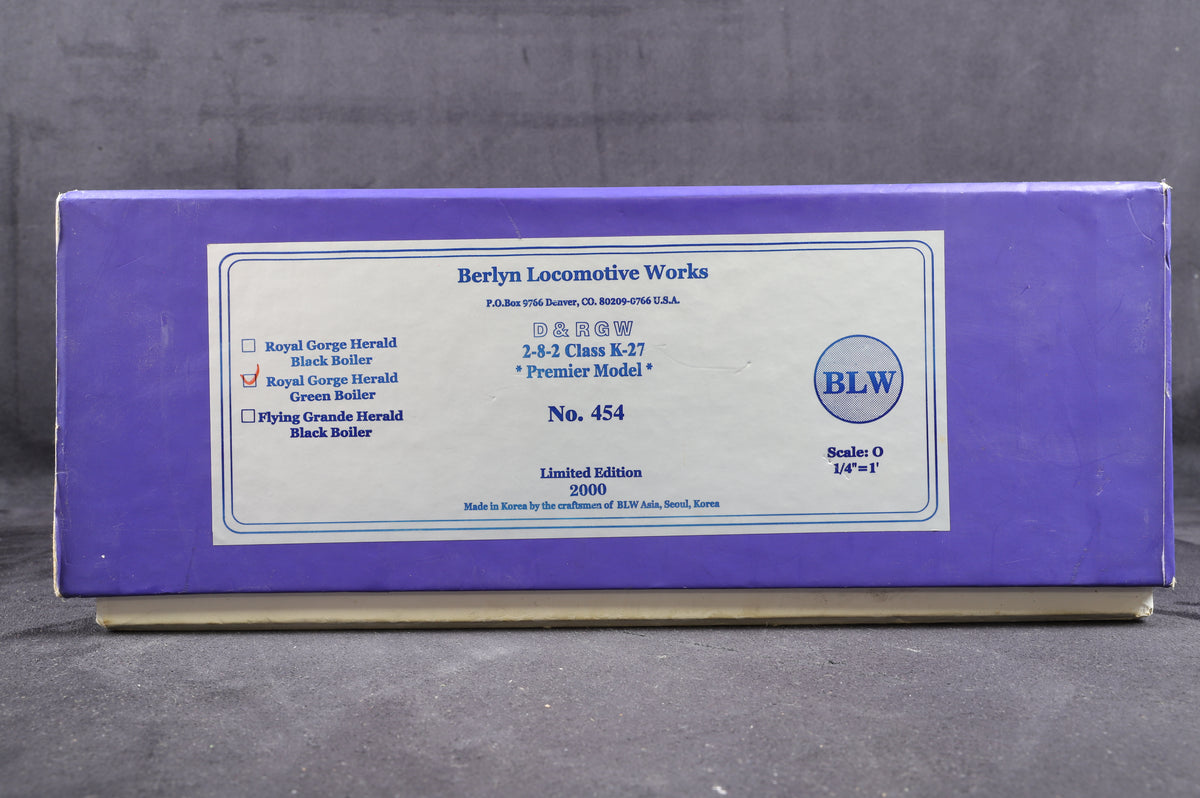 Berlyn Locomotive Works
P.O.Box 9766 Denver, CO. 80209-0766 U.S.A.
D & R G W
2-8-2 Class K-27
* Premier Model *
No. 454
Royal Gorge Herald
Black Boiler
Royal Gorge Herald
Green Boiler
Flying Grande Herald
Black Boiler
BLW
Scale: O
1/4"=1'
Limited Edition
2000
Made in Korea by the craftsmen of BLW Asia, Seoul, Korea